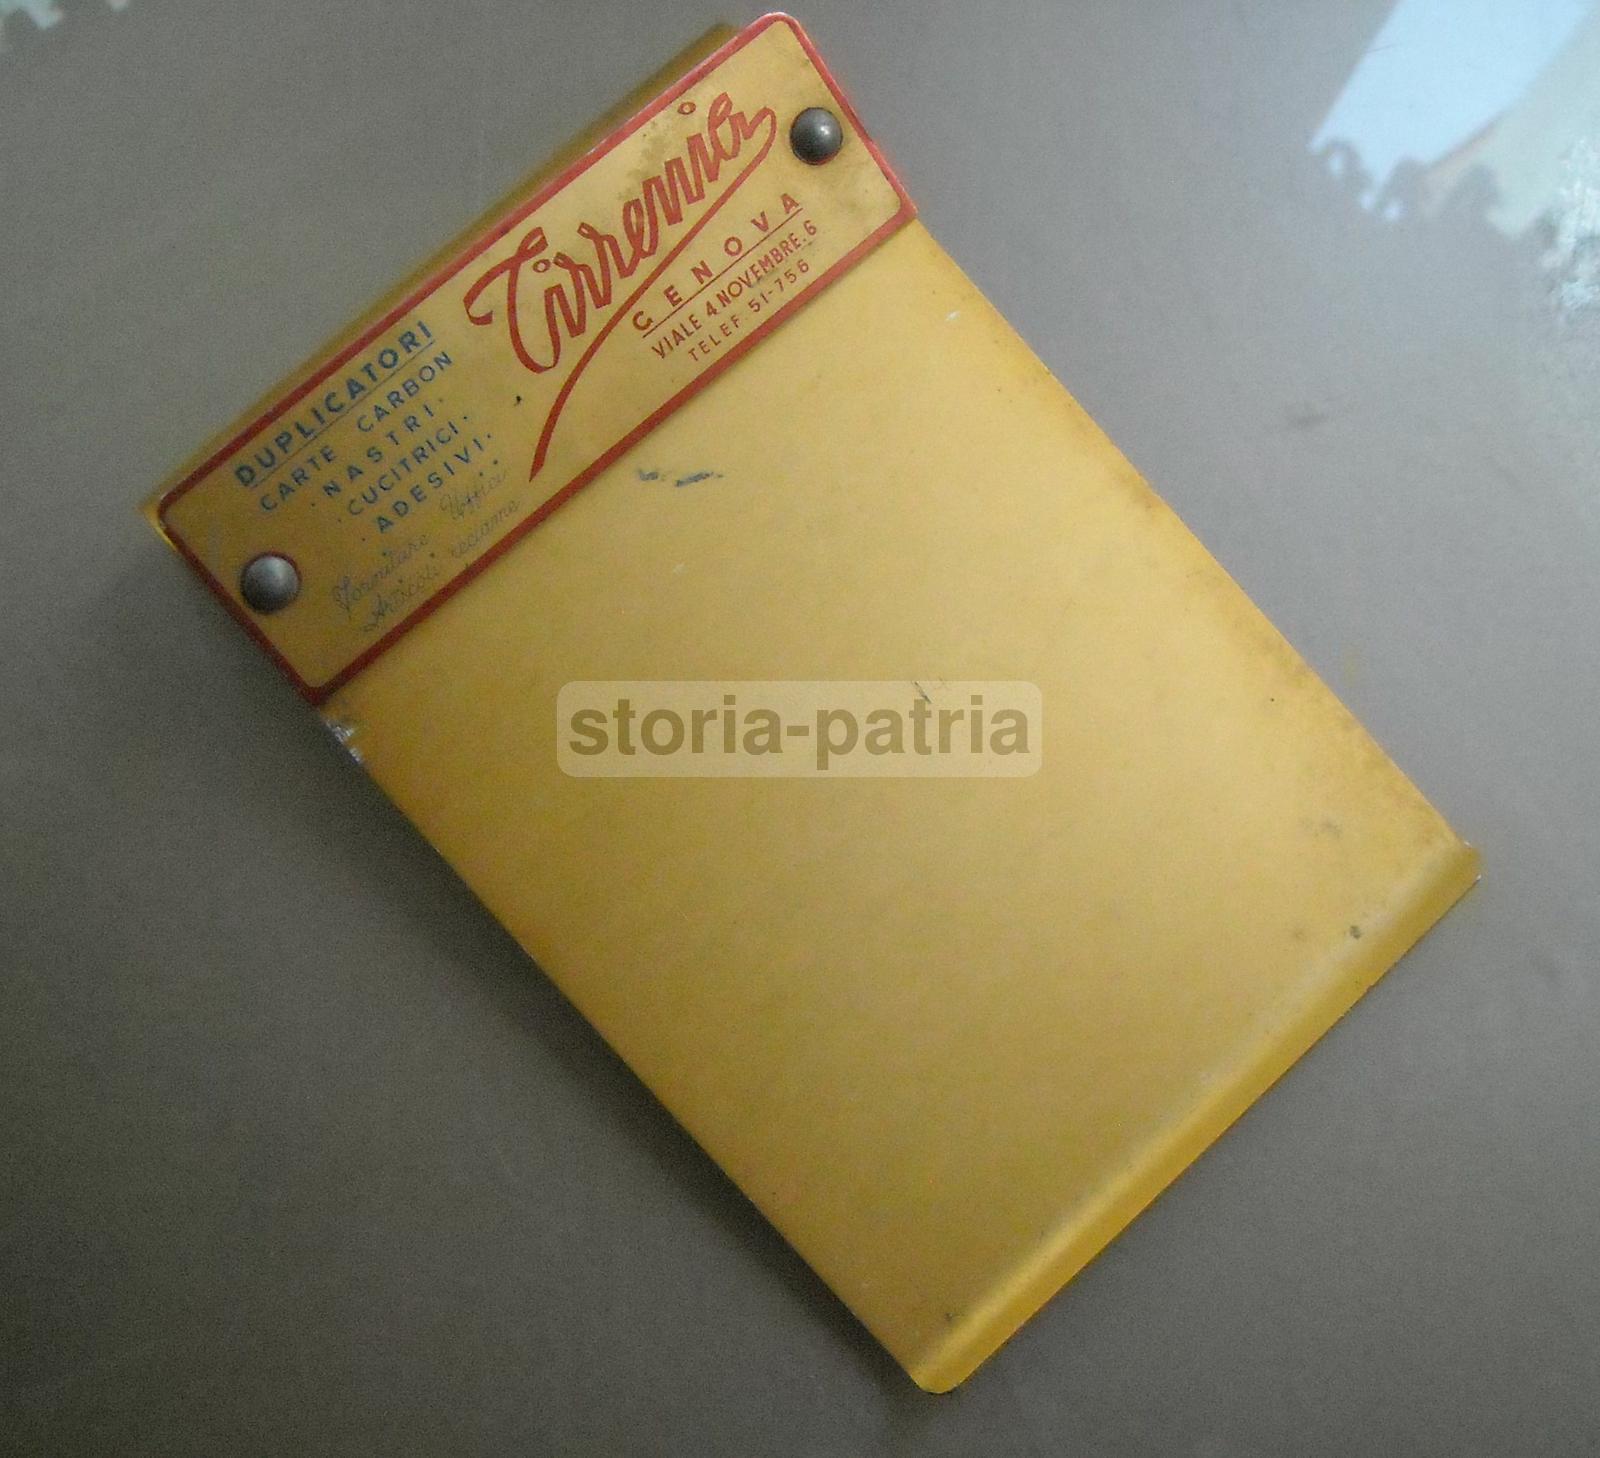 DUPLICATORI
CARTE CARBON
· NASTRI ·
· CUCITRICI ·
· ADESIVI ·
Forniture Uffici
Articoli reclame
Tirrenia
GENOVA
VIALE 4 NOVEMBRE. 6
TELEF. 51-756
storia-patria